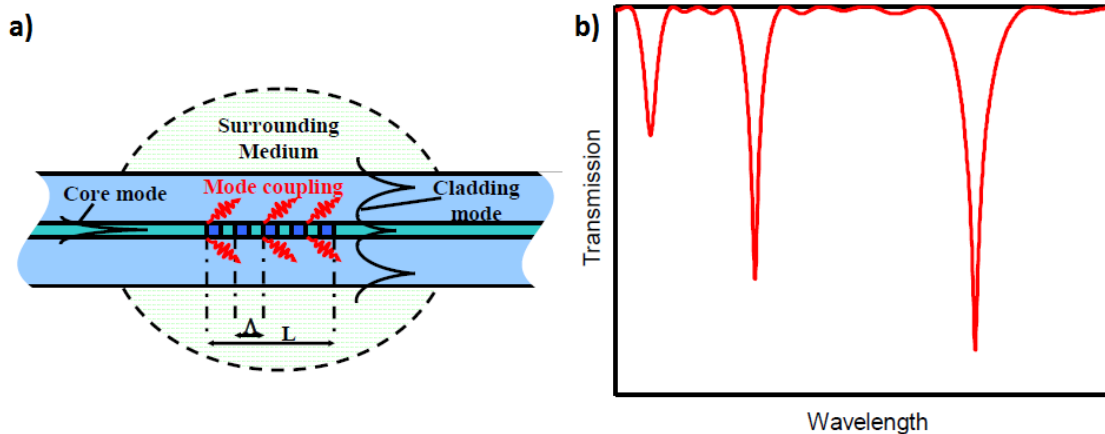 a)
Surrounding
Medium
Core mode
Mode coupling
Cladding
mode
Δ
L
b)
Transmission
Wavelength